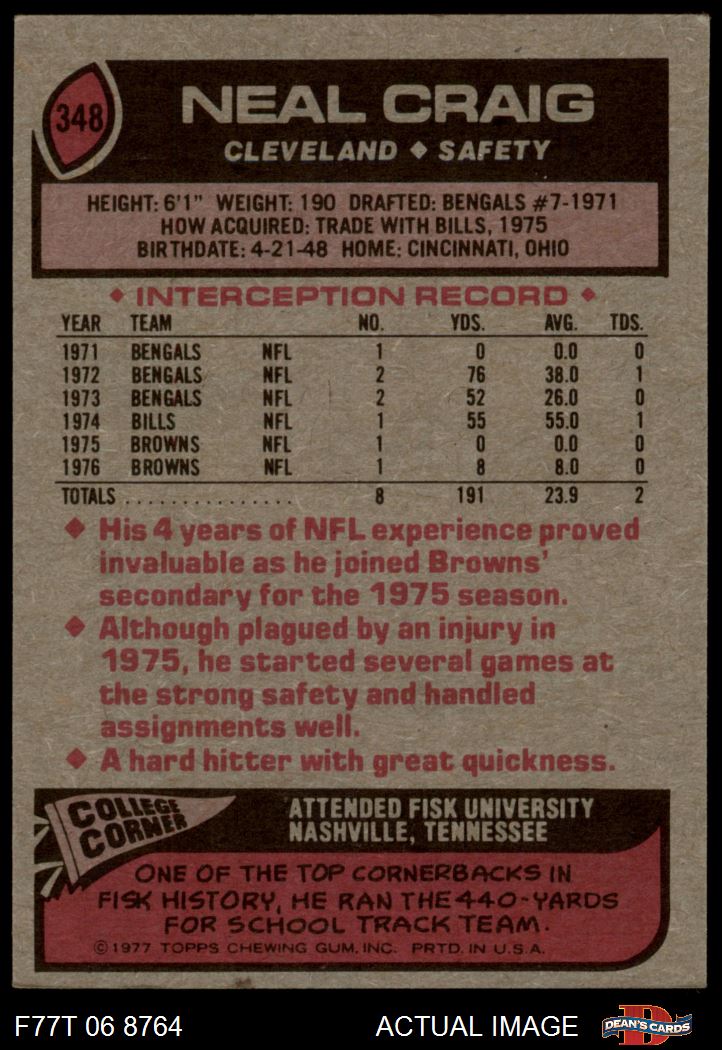 348
NEAL CRAIG
CLEVELAND ◆ SAFETY
HEIGHT: 6'1" WEIGHT: 190 DRAFTED: BENGALS #7-1971
HOW ACQUIRED: TRADE WITH BILLS, 1975
BIRTHDATE: 4-21-48 HOME: CINCINNATI, OHIO
◆ INTERCEPTION RECORD ◆
YEAR TEAM NO. YDS. AVG. TDS.
1971 BENGALS NFL 1 0 0.0 0
1972 BENGALS NFL 2 76 38.0 1
1973 BENGALS NFL 2 52 26.0 0
1974 BILLS NFL 1 55 55.0 1
1975 BROWNS NFL 1 0 0.0 0
1976 BROWNS NFL 1 8 8.0 0
TOTALS . . . . . . . . . . . . . . . 8 191 23.9 2
◆ His 4 years of NFL experience proved
invaluable as he joined Browns'
secondary for the 1975 season.
◆ Although plagued by an injury in
1975, he started several games at
the strong safety and handled
assignments well.
◆ A hard hitter with great quickness.
COLLEGE
CORNER
ATTENDED FISK UNIVERSITY
NASHVILLE, TENNESSEE
ONE OF THE TOP CORNERBACKS IN
FISK HISTORY, HE RAN THE 440-YARDS
FOR SCHOOL TRACK TEAM.
©1977 TOPPS CHEWING GUM, INC. PRTD. IN U.S.A.
F77T 06 8764 ACTUAL IMAGE
D
DEAN'S CARDS